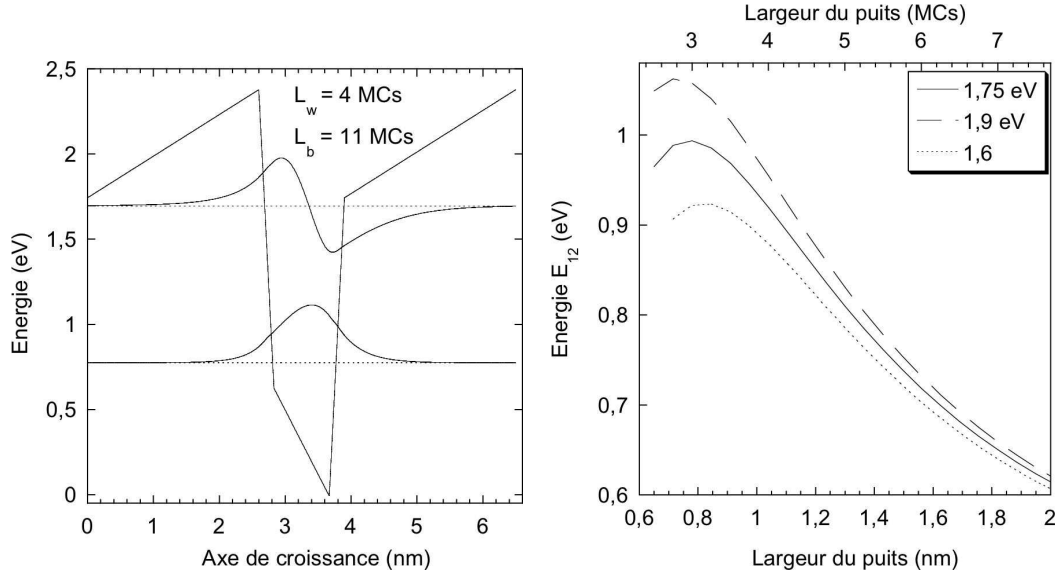 2,5
2
1,5
1
0,5
0
Energie (eV)
L_w = 4 MCs
L_b = 11 MCs
0 1 2 3 4 5 6
Axe de croissance (nm)
Largeur du puits (MCs)
3 4 5 6 7
1
0,9
0,8
0,7
0,6
Energie E_12 (eV)
1,75 eV
1,9 eV
1,6
0,6 0,8 1 1,2 1,4 1,6 1,8 2
Largeur du puits (nm)